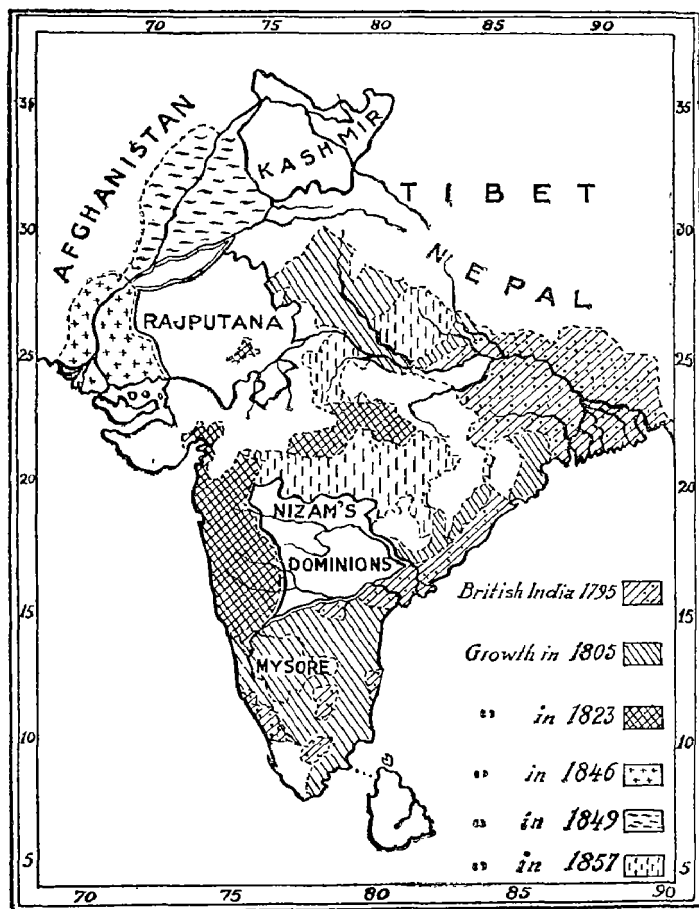 70 75 80 85 90
35 35
30 30
25 25
20 20
15 15
10 10
5 5
AFGHANISTAN
KASHMIR
TIBET
NEPAL
RAJPUTANA
NIZAM'S
DOMINIONS
MYSORE
British India 1795
Growth in 1805
" in 1823
" in 1846
" in 1849
" in 1857
70 75 80 85 90